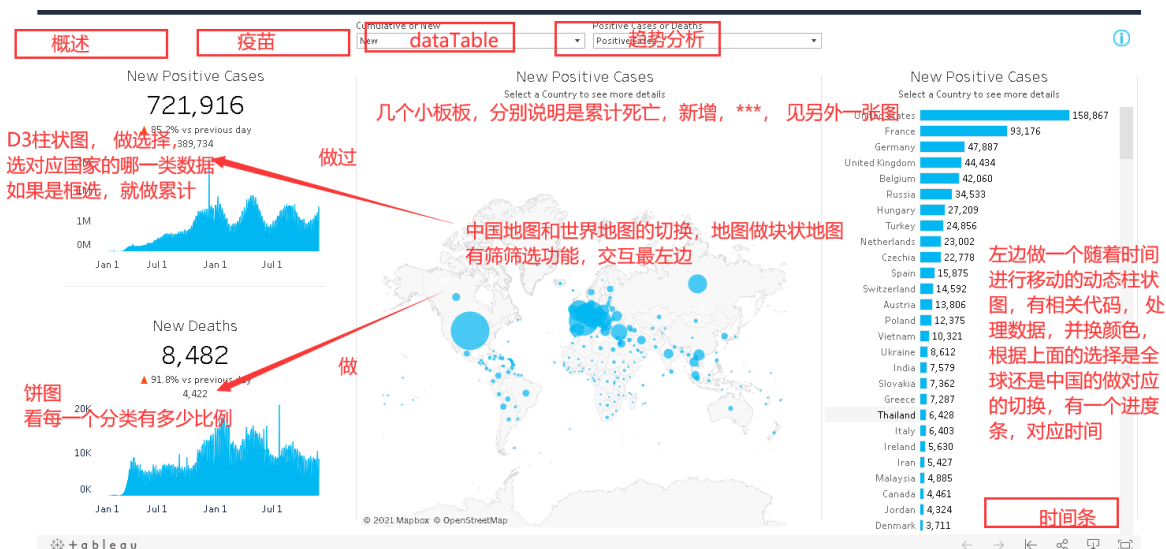 Cumulative or New
Positive Cases or Deaths
概述
疫苗
New
dataTable
Positive Cases
趋势分析
New Positive Cases
721,916
85.2% vs previous day
389,734
D3柱状图， 做选择，
选对应国家的哪一类数据
如果是框选，就做累计
1M
0M
Jan 1
Jul 1
Jan 1
Jul 1
New Deaths
8,482
91.8% vs previous day
4,422
饼图
看每一个分类有多少比例
20K
10K
0K
Jan 1
Jul 1
Jan 1
Jul 1
New Positive Cases
Select a Country to see more details
几个小板板，分别说明是累计死亡，新增，***， 见另外一张图
做过
中国地图和世界地图的切换，地图做块状地图
有筛筛选功能，交互最左边
做
© 2021 Mapbox © OpenStreetMap
New Positive Cases
Select a Country to see more details
United States 158,867
France 93,176
Germany 47,887
United Kingdom 44,434
Belgium 42,060
Russia 34,533
Hungary 27,209
Turkey 24,856
Netherlands 23,002
Czechia 22,778
Spain 15,875
Switzerland 14,592
Austria 13,806
Poland 12,375
Vietnam 10,321
Ukraine 8,612
India 7,579
Slovakia 7,362
Greece 7,287
Thailand 6,428
Italy 6,403
Ireland 5,630
Iran 5,427
Malaysia 4,885
Canada 4,461
Jordan 4,324
Denmark 3,711
左边做一个随着时间
进行移动的动态柱状
图，有相关代码， 处
理数据，并换颜色，
根据上面的选择是全
球还是中国的做对应
的切换，有一个进度
条，对应时间
时间条
+ableau